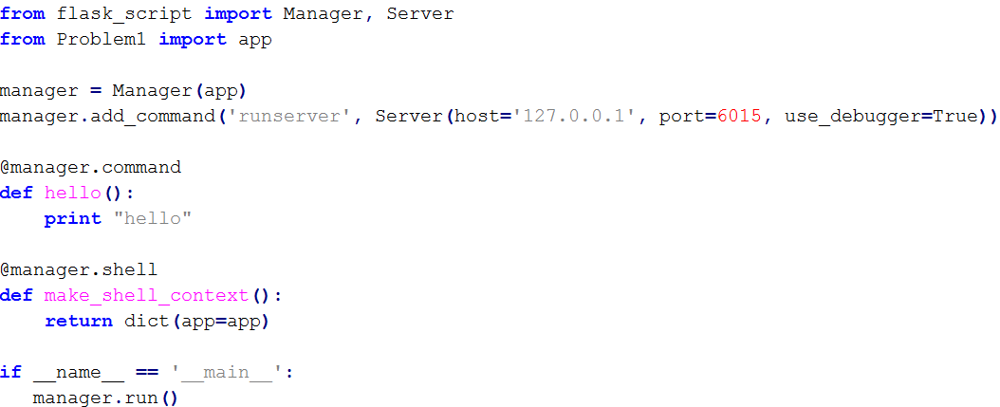 from flask_script import Manager, Server
from Problem1 import app

manager = Manager(app)
manager.add_command('runserver', Server(host='127.0.0.1', port=6015, use_debugger=True))

@manager.command
def hello():
    print "hello"

@manager.shell
def make_shell_context():
    return dict(app=app)

if __name__ == '__main__':
   manager.run()